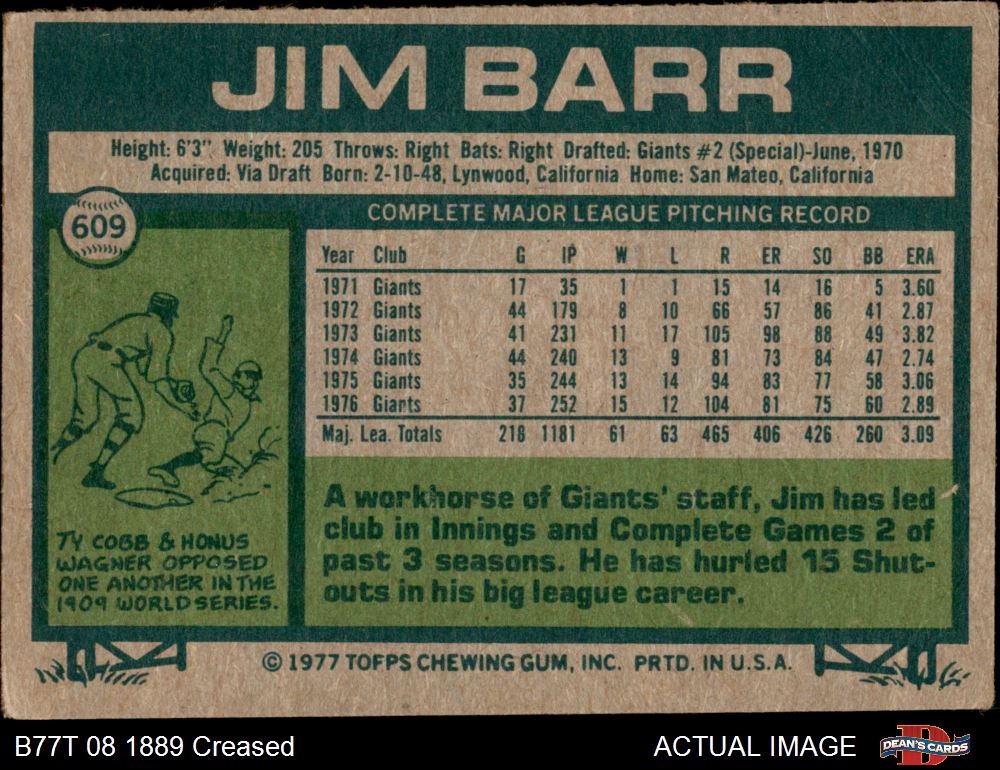 JIM BARR
Height: 6'3" Weight: 205 Throws: Right Bats: Right Drafted: Giants #2 (Special)-June, 1970
Acquired: Via Draft Born: 2-10-48, Lynwood, California Home: San Mateo, California
609
COMPLETE MAJOR LEAGUE PITCHING RECORD
Year Club G IP W L R ER SO BB ERA
1971 Giants 17 35 1 1 15 14 16 5 3.60
1972 Giants 44 179 8 10 66 57 86 41 2.87
1973 Giants 41 231 11 17 105 98 88 49 3.82
1974 Giants 44 240 13 9 81 73 84 47 2.74
1975 Giants 35 244 13 14 94 83 77 58 3.06
1976 Giants 37 252 15 12 104 81 75 60 2.89
Maj. Lea. Totals 218 1181 61 63 465 406 426 260 3.09
A workhorse of Giants' staff, Jim has led
club in Innings and Complete Games 2 of
past 3 seasons. He has hurled 15 Shut-
outs in his big league career.
TY COBB & HONUS
WAGNER OPPOSED
ONE ANOTHER IN THE
1909 WORLD SERIES.
© 1977 TOPPS CHEWING GUM, INC. PRTD. IN U.S.A.
B77T 08 1889 Creased
ACTUAL IMAGE
D
DEAN'S CARDS